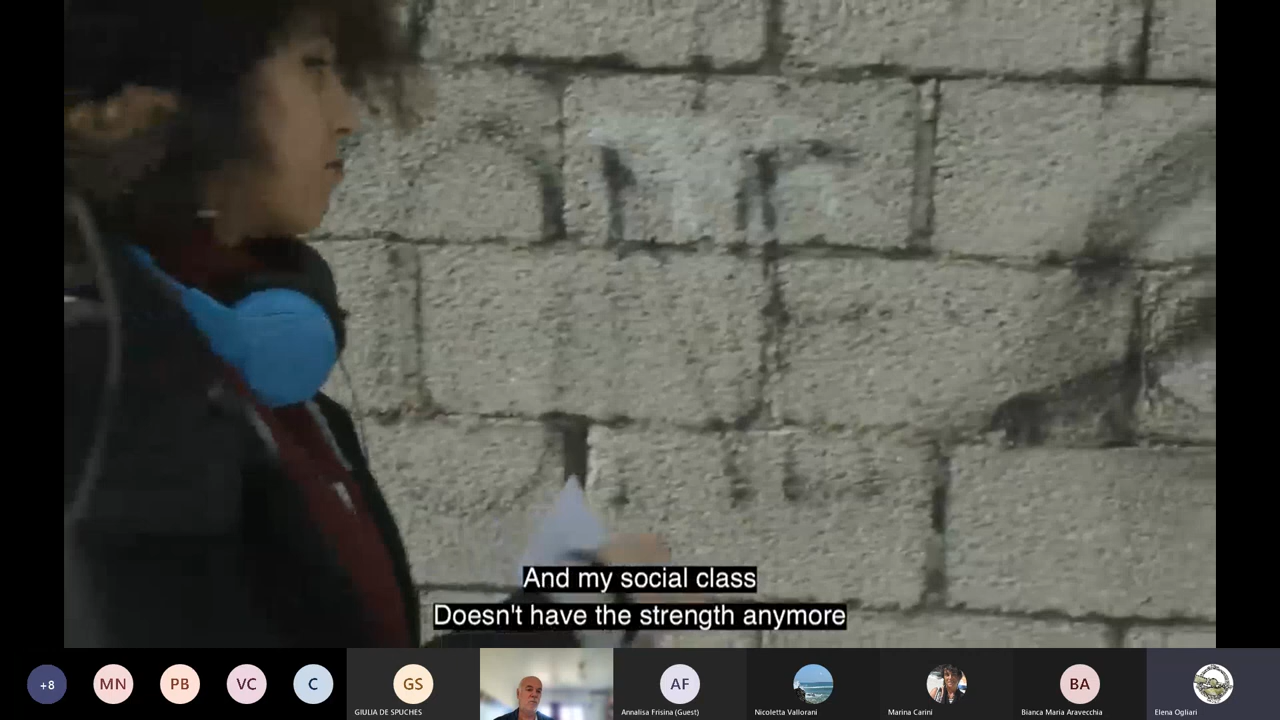 And my social class
Doesn't have the strength anymore
+8
MN
PB
VC
C
GS
GIULIA DE SPUCHES
AF
Annalisa Frisina (Guest)
Nicoletta Vallorani
Marina Carini
BA
Bianca Maria Aravecchia
Elena Ogliari